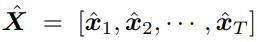 X̂ = [x̂₁, x̂₂, ⋯ , x̂_T]